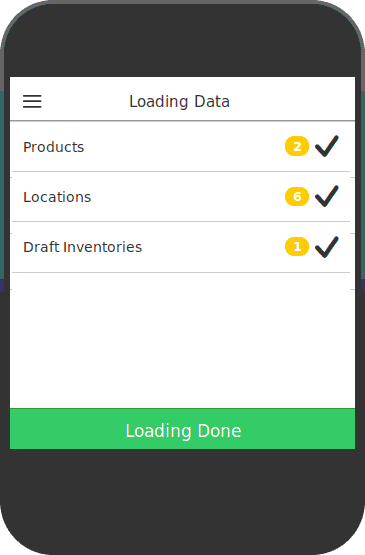 Loading Data
Products 2
Locations 6
Draft Inventories 1
Loading Done